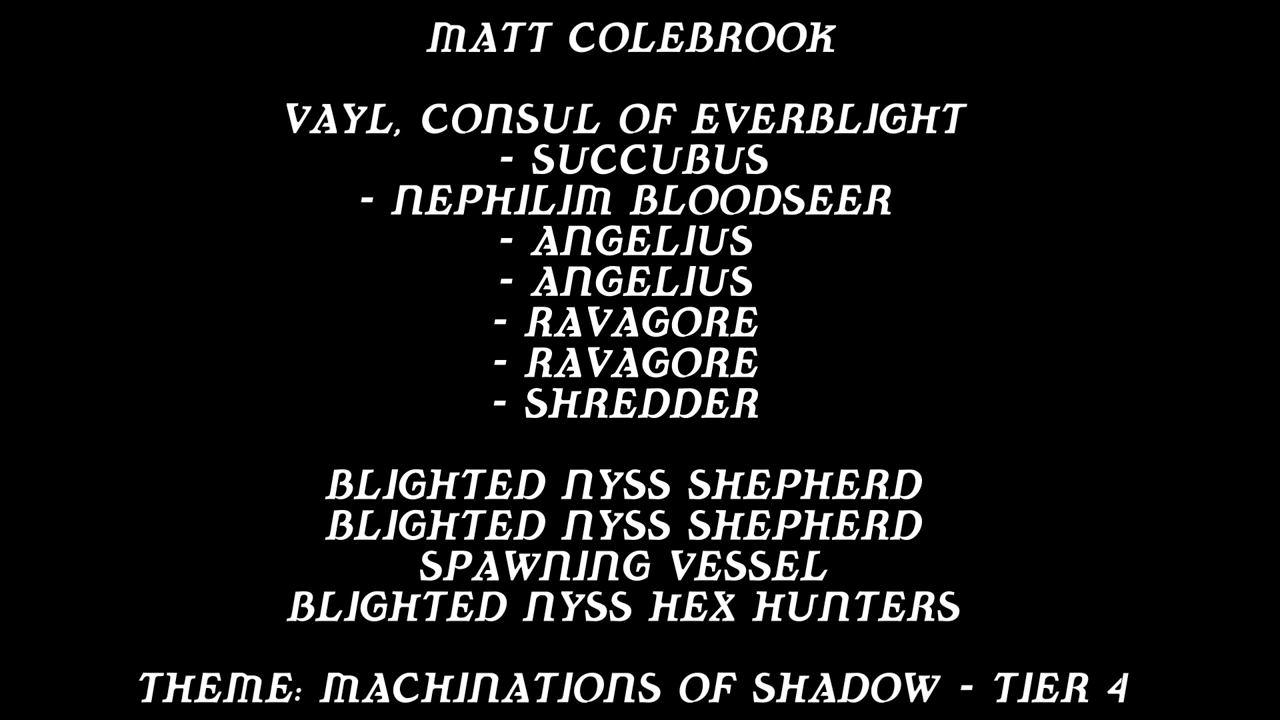 MATT COLEBROOK
VAYL, CONSUL OF EVERBLIGHT
- SUCCUBUS
- NEPHILIM BLOODSEER
- ANGELIUS
- ANGELIUS
- RAVAGORE
- RAVAGORE
- SHREDDER
BLIGHTED NYSS SHEPHERD
BLIGHTED NYSS SHEPHERD
SPAWNING VESSEL
BLIGHTED NYSS HEX HUNTERS
THEME: MACHINATIONS OF SHADOW - TIER 4